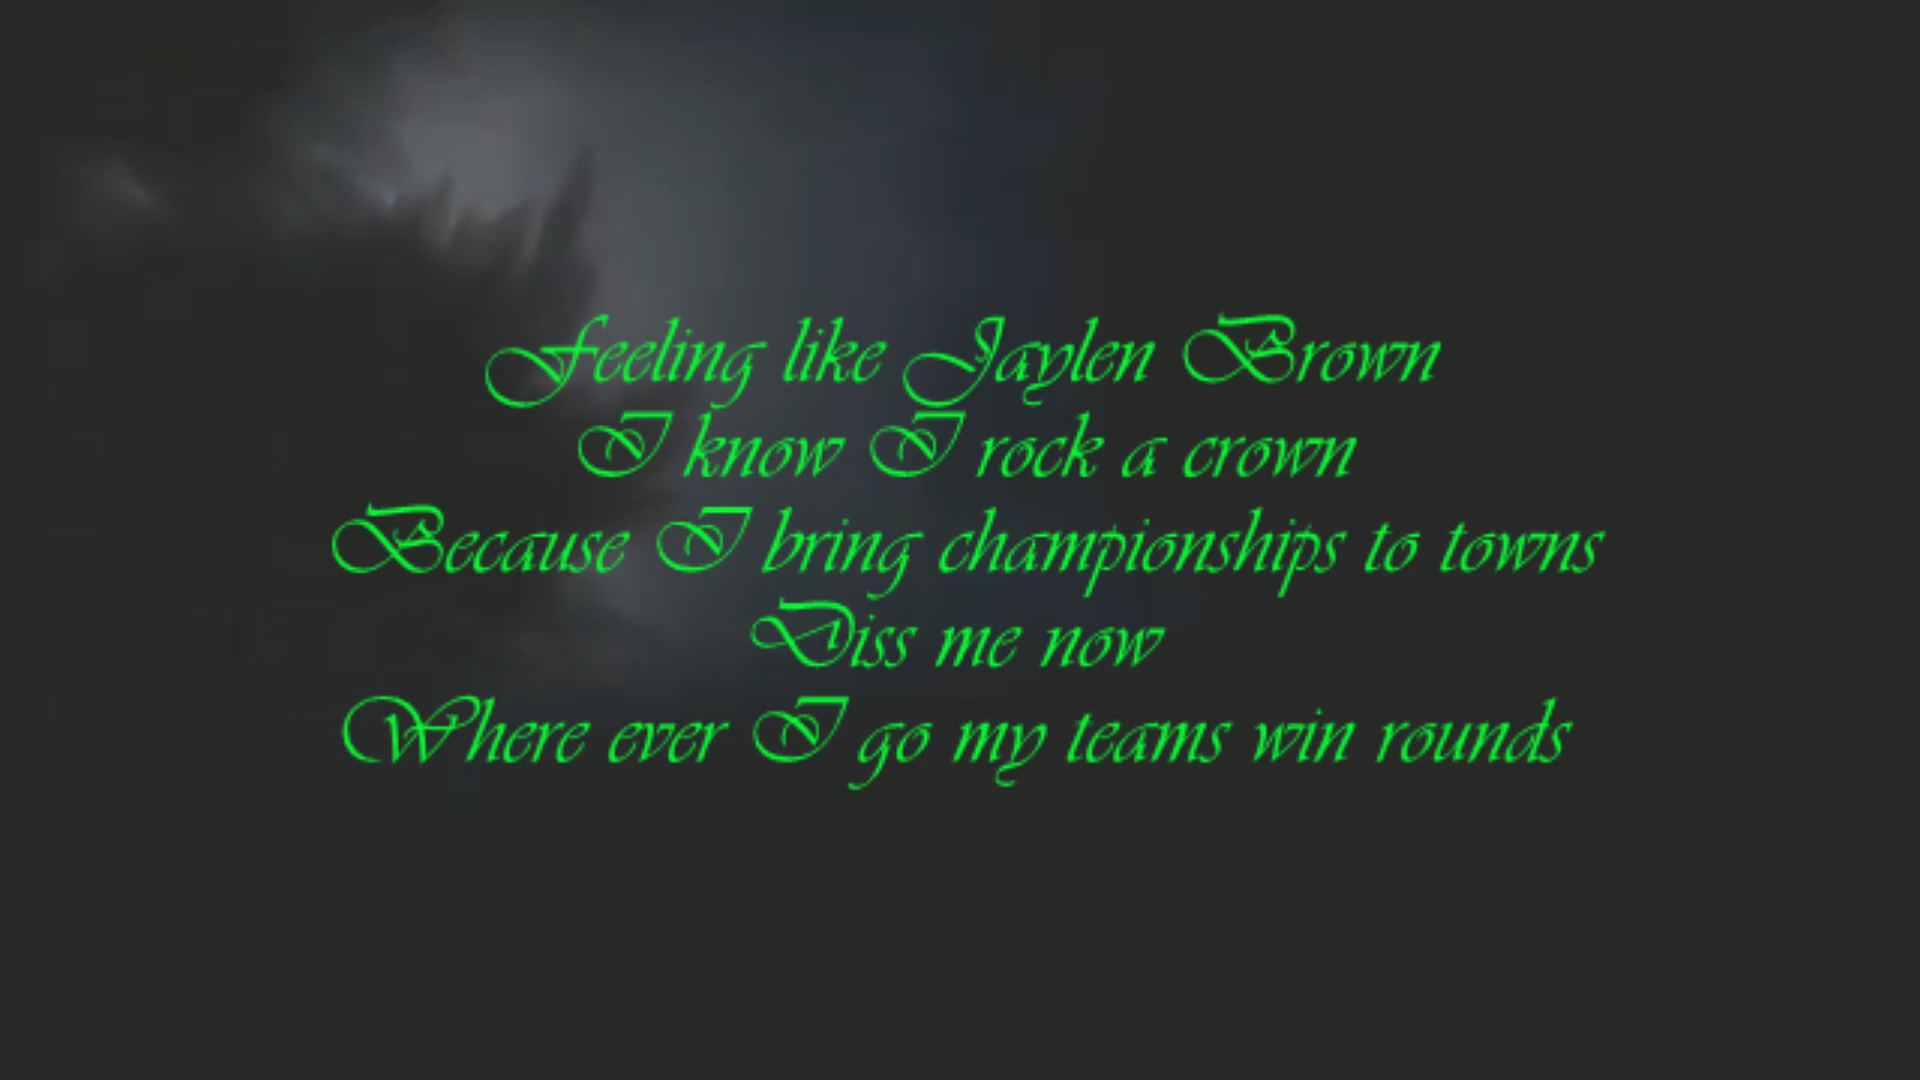 Feeling like Jaylen Brown
I know I rock a crown
Because I bring championships to towns
Diss me now
Where ever I go my teams win rounds